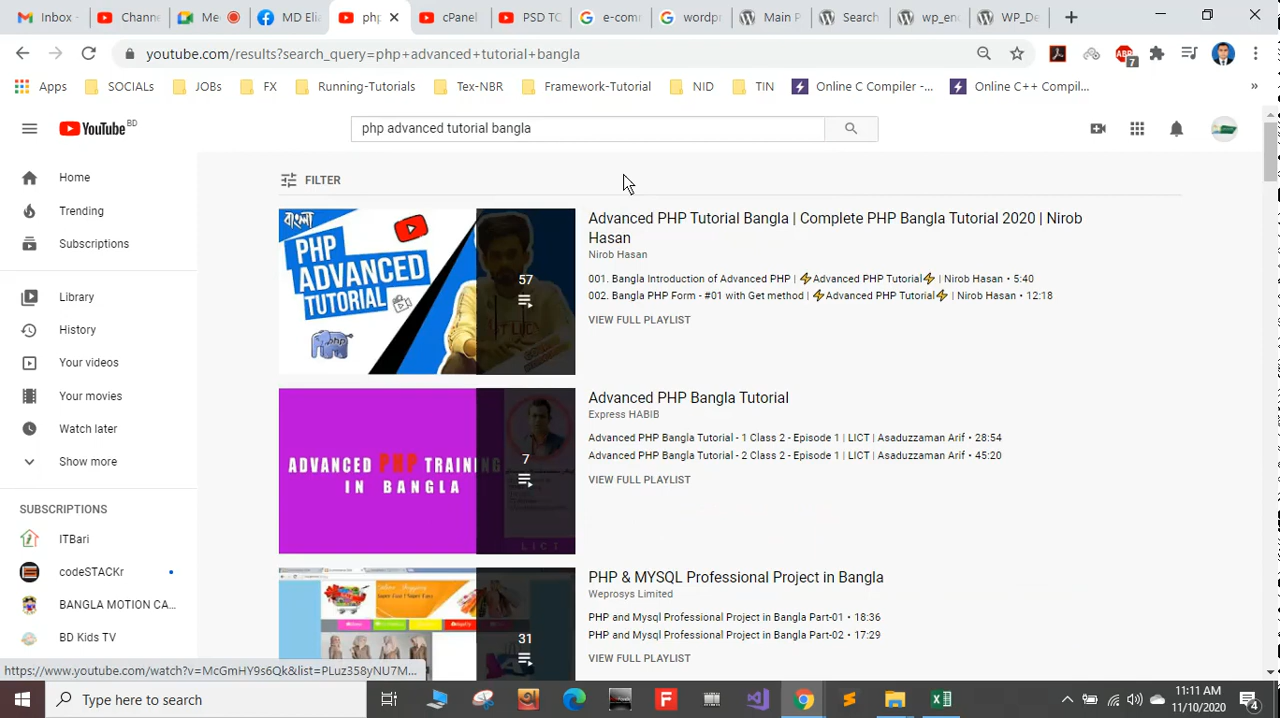 Inbox -
Channe
Mee
MD Elia
php
cPanel
PSD TO
e-comm
wordpr
Main P
Search
wp_enq
WP_De
youtube.com/results?search_query=php+advanced+tutorial+bangla
7
Apps
SOCIALs
JOBs
FX
Running-Tutorials
Tex-NBR
Framework-Tutorial
NID
TIN
Online C Compiler -...
Online C++ Compil...
»
YouTube BD
php advanced tutorial bangla
Home
Trending
Subscriptions
Library
History
Your videos
Your movies
Watch later
Show more
SUBSCRIPTIONS
ITBari
codeSTACKr
BANGLA MOTION CA...
BD Kids TV
FILTER
বাংলা
PHP
ADVANCED
TUTORIAL
php
57
Advanced PHP Tutorial Bangla | Complete PHP Bangla Tutorial 2020 | Nirob
Hasan
Nirob Hasan
001. Bangla Introduction of Advanced PHP | ⚡Advanced PHP Tutorial⚡ | Nirob Hasan • 5:40
002. Bangla PHP Form - #01 with Get method | ⚡Advanced PHP Tutorial⚡ | Nirob Hasan • 12:18
VIEW FULL PLAYLIST
ADVANCED PHP TRAINING
IN BANGLA
LICT
7
Advanced PHP Bangla Tutorial
Express HABIB
Advanced PHP Bangla Tutorial - 1 Class 2 - Episode 1 | LICT | Asaduzzaman Arif • 28:54
Advanced PHP Bangla Tutorial - 2 Class 2 - Episode 1 | LICT | Asaduzzaman Arif • 45:20
VIEW FULL PLAYLIST
31
PHP & MYSQL Professional Project in Bangla
Weprosys Limited
PHP and Mysql Professional Project in Bangla Part-01 • 18:36
PHP and Mysql Professional Project in Bangla Part-02 • 17:29
VIEW FULL PLAYLIST
https://www.youtube.com/watch?v=McGmHY9s6Qk&list=PLuz358yNU7M...
Type here to search
11:11 AM
11/10/2020
4